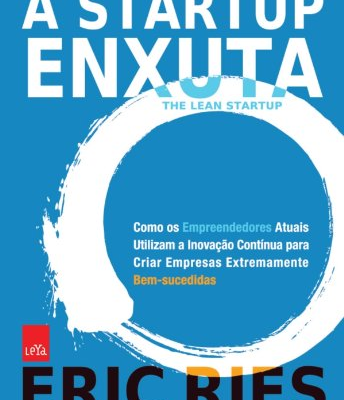 A STARTUP
ENXUTA
THE LEAN STARTUP
Como os Empreendedores Atuais
Utilizam a Inovação Contínua para
Criar Empresas Extremamente
Bem-sucedidas
LeYa
ERIC RIES